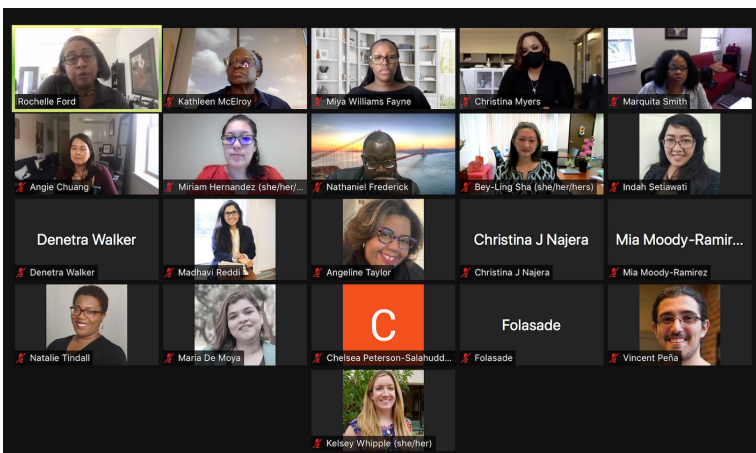 Rochelle Ford
Kathleen McElroy
Miya Williams Fayne
Christina Myers
Marquita Smith
Angie Chuang
Miriam Hernandez (she/her/...
Nathaniel Frederick
Bey-Ling Sha (she/her/hers)
Indah Setiawati
Denetra Walker
Denetra Walker
Madhavi Reddi
Angeline Taylor
Christina J Najera
Christina J Najera
Mia Moody-Ramir...
Mia Moody-Ramirez
Natalie Tindall
Maria De Moya
C
Chelsea Peterson-Salahudd...
Folasade
Folasade
Vincent Peña
Kelsey Whipple (she/her)